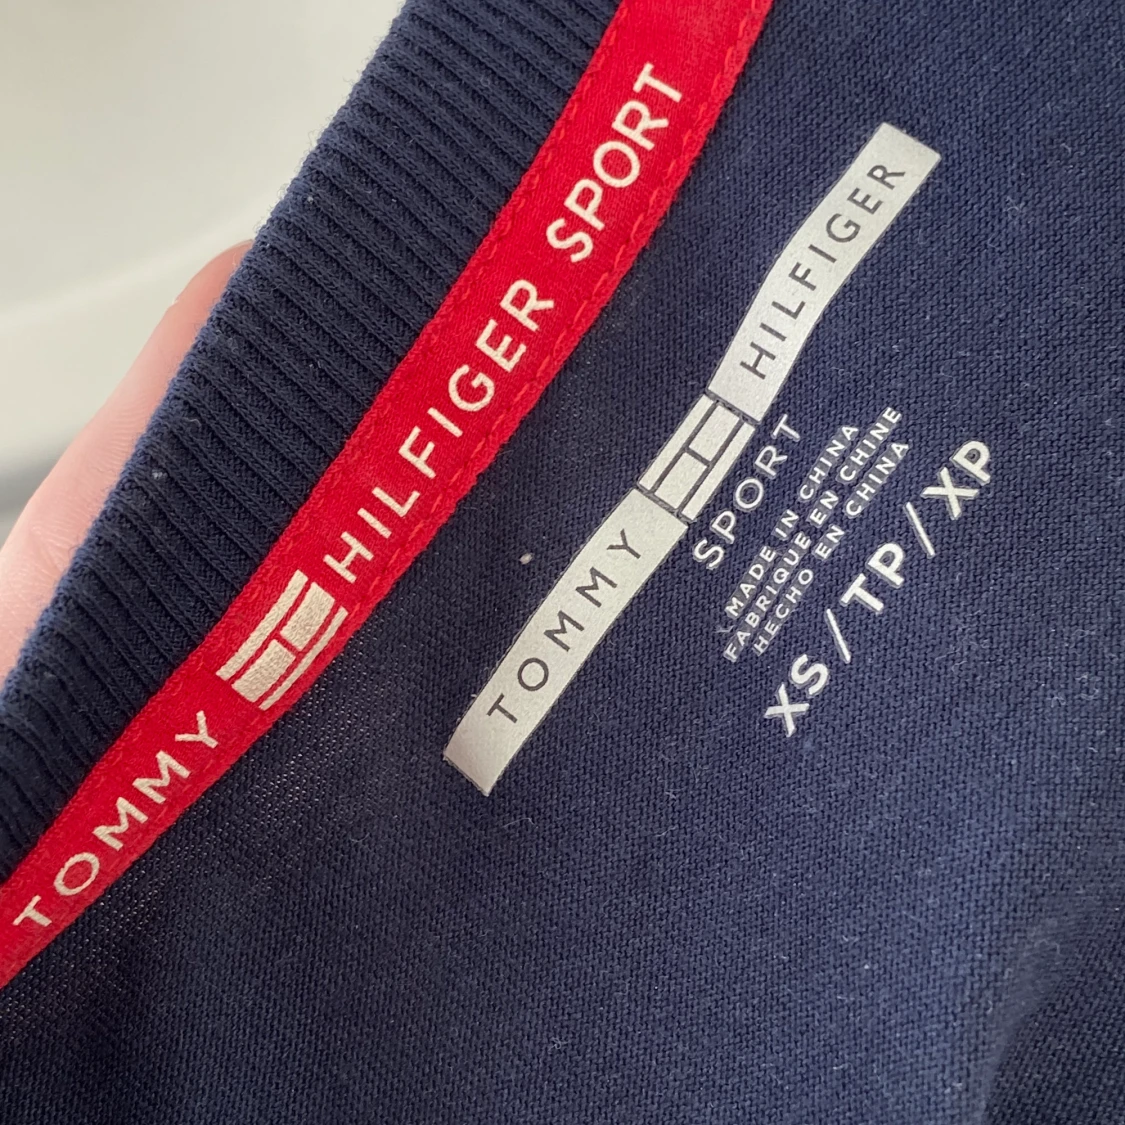 TOMMY HILFIGER SPORT
TOMMY HILFIGER
SPORT
MADE IN CHINA
FABRIQUE EN CHINE
HECHO EN CHINA
XS/TP/XP